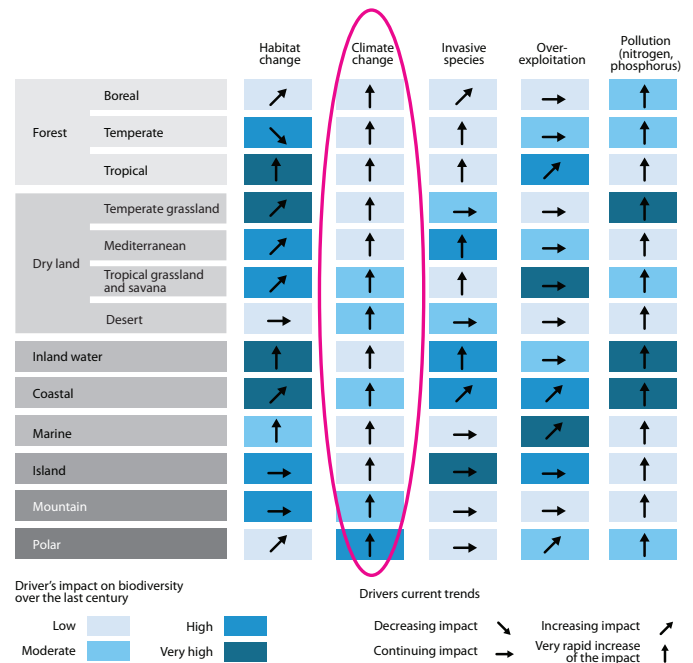 Habitat
change
Climate
change
Invasive
species
Over-
exploitation
Pollution
(nitrogen,
phosphorus)
Forest
Boreal
Temperate
Tropical
Dry land
Temperate grassland
Mediterranean
Tropical grassland
and savana
Desert
Inland water
Coastal
Marine
Island
Mountain
Polar
Driver's impact on biodiversity
over the last century
Low
High
Moderate
Very high
Drivers current trends
Decreasing impact
Increasing impact
Continuing impact
Very rapid increase
of the impact